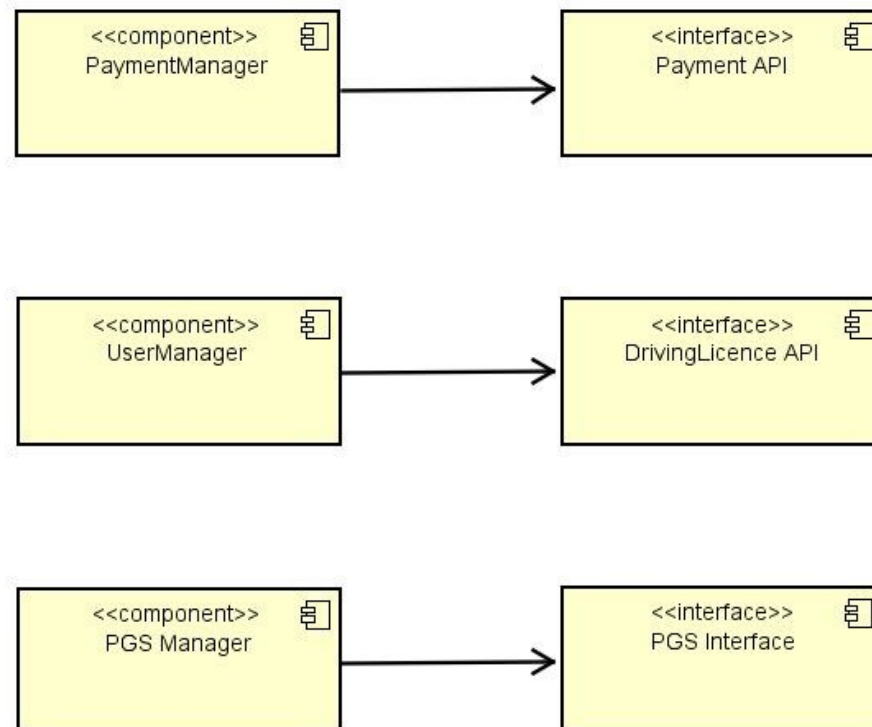 <<component>>
PaymentManager
<<interface>>
Payment API
<<component>>
UserManager
<<interface>>
DrivingLicence API
<<component>>
PGS Manager
<<interface>>
PGS Interface